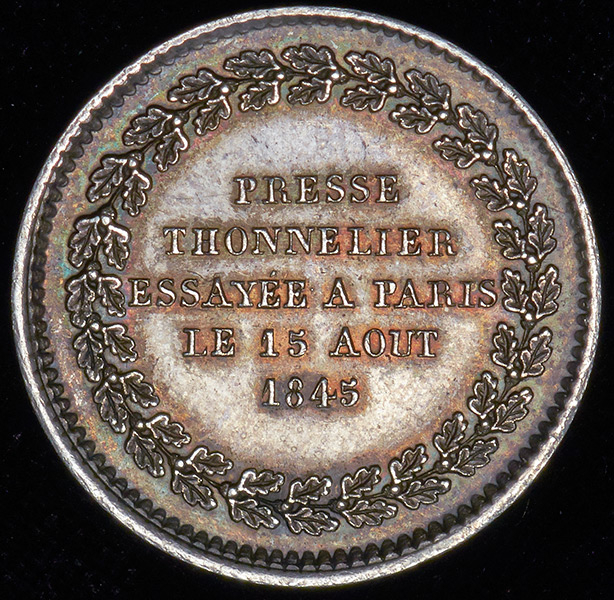 PRESSE
THONNELIER
ESSAYÉE A PARIS
LE 15 AOUT
1845